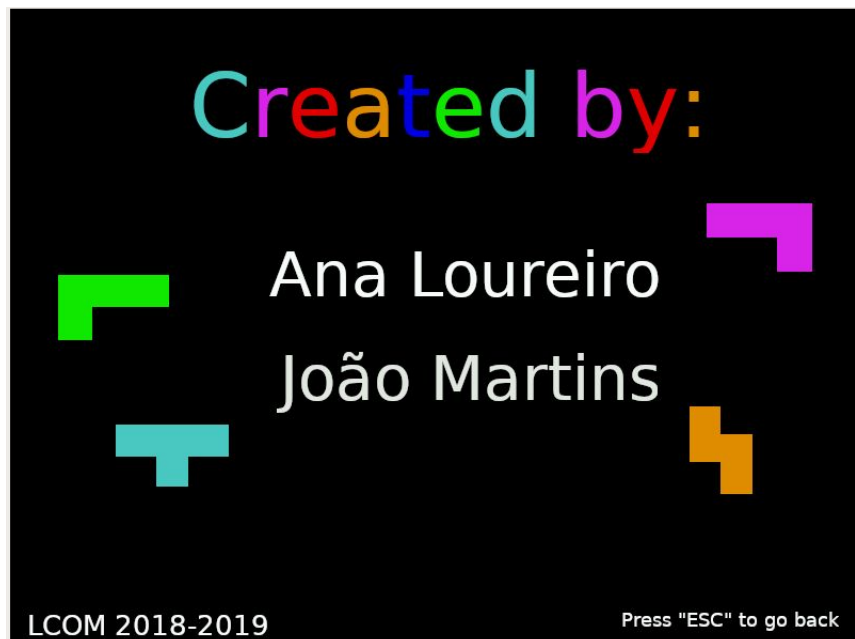 Created by:
Ana Loureiro
João Martins
LCOM 2018-2019
Press "ESC" to go back